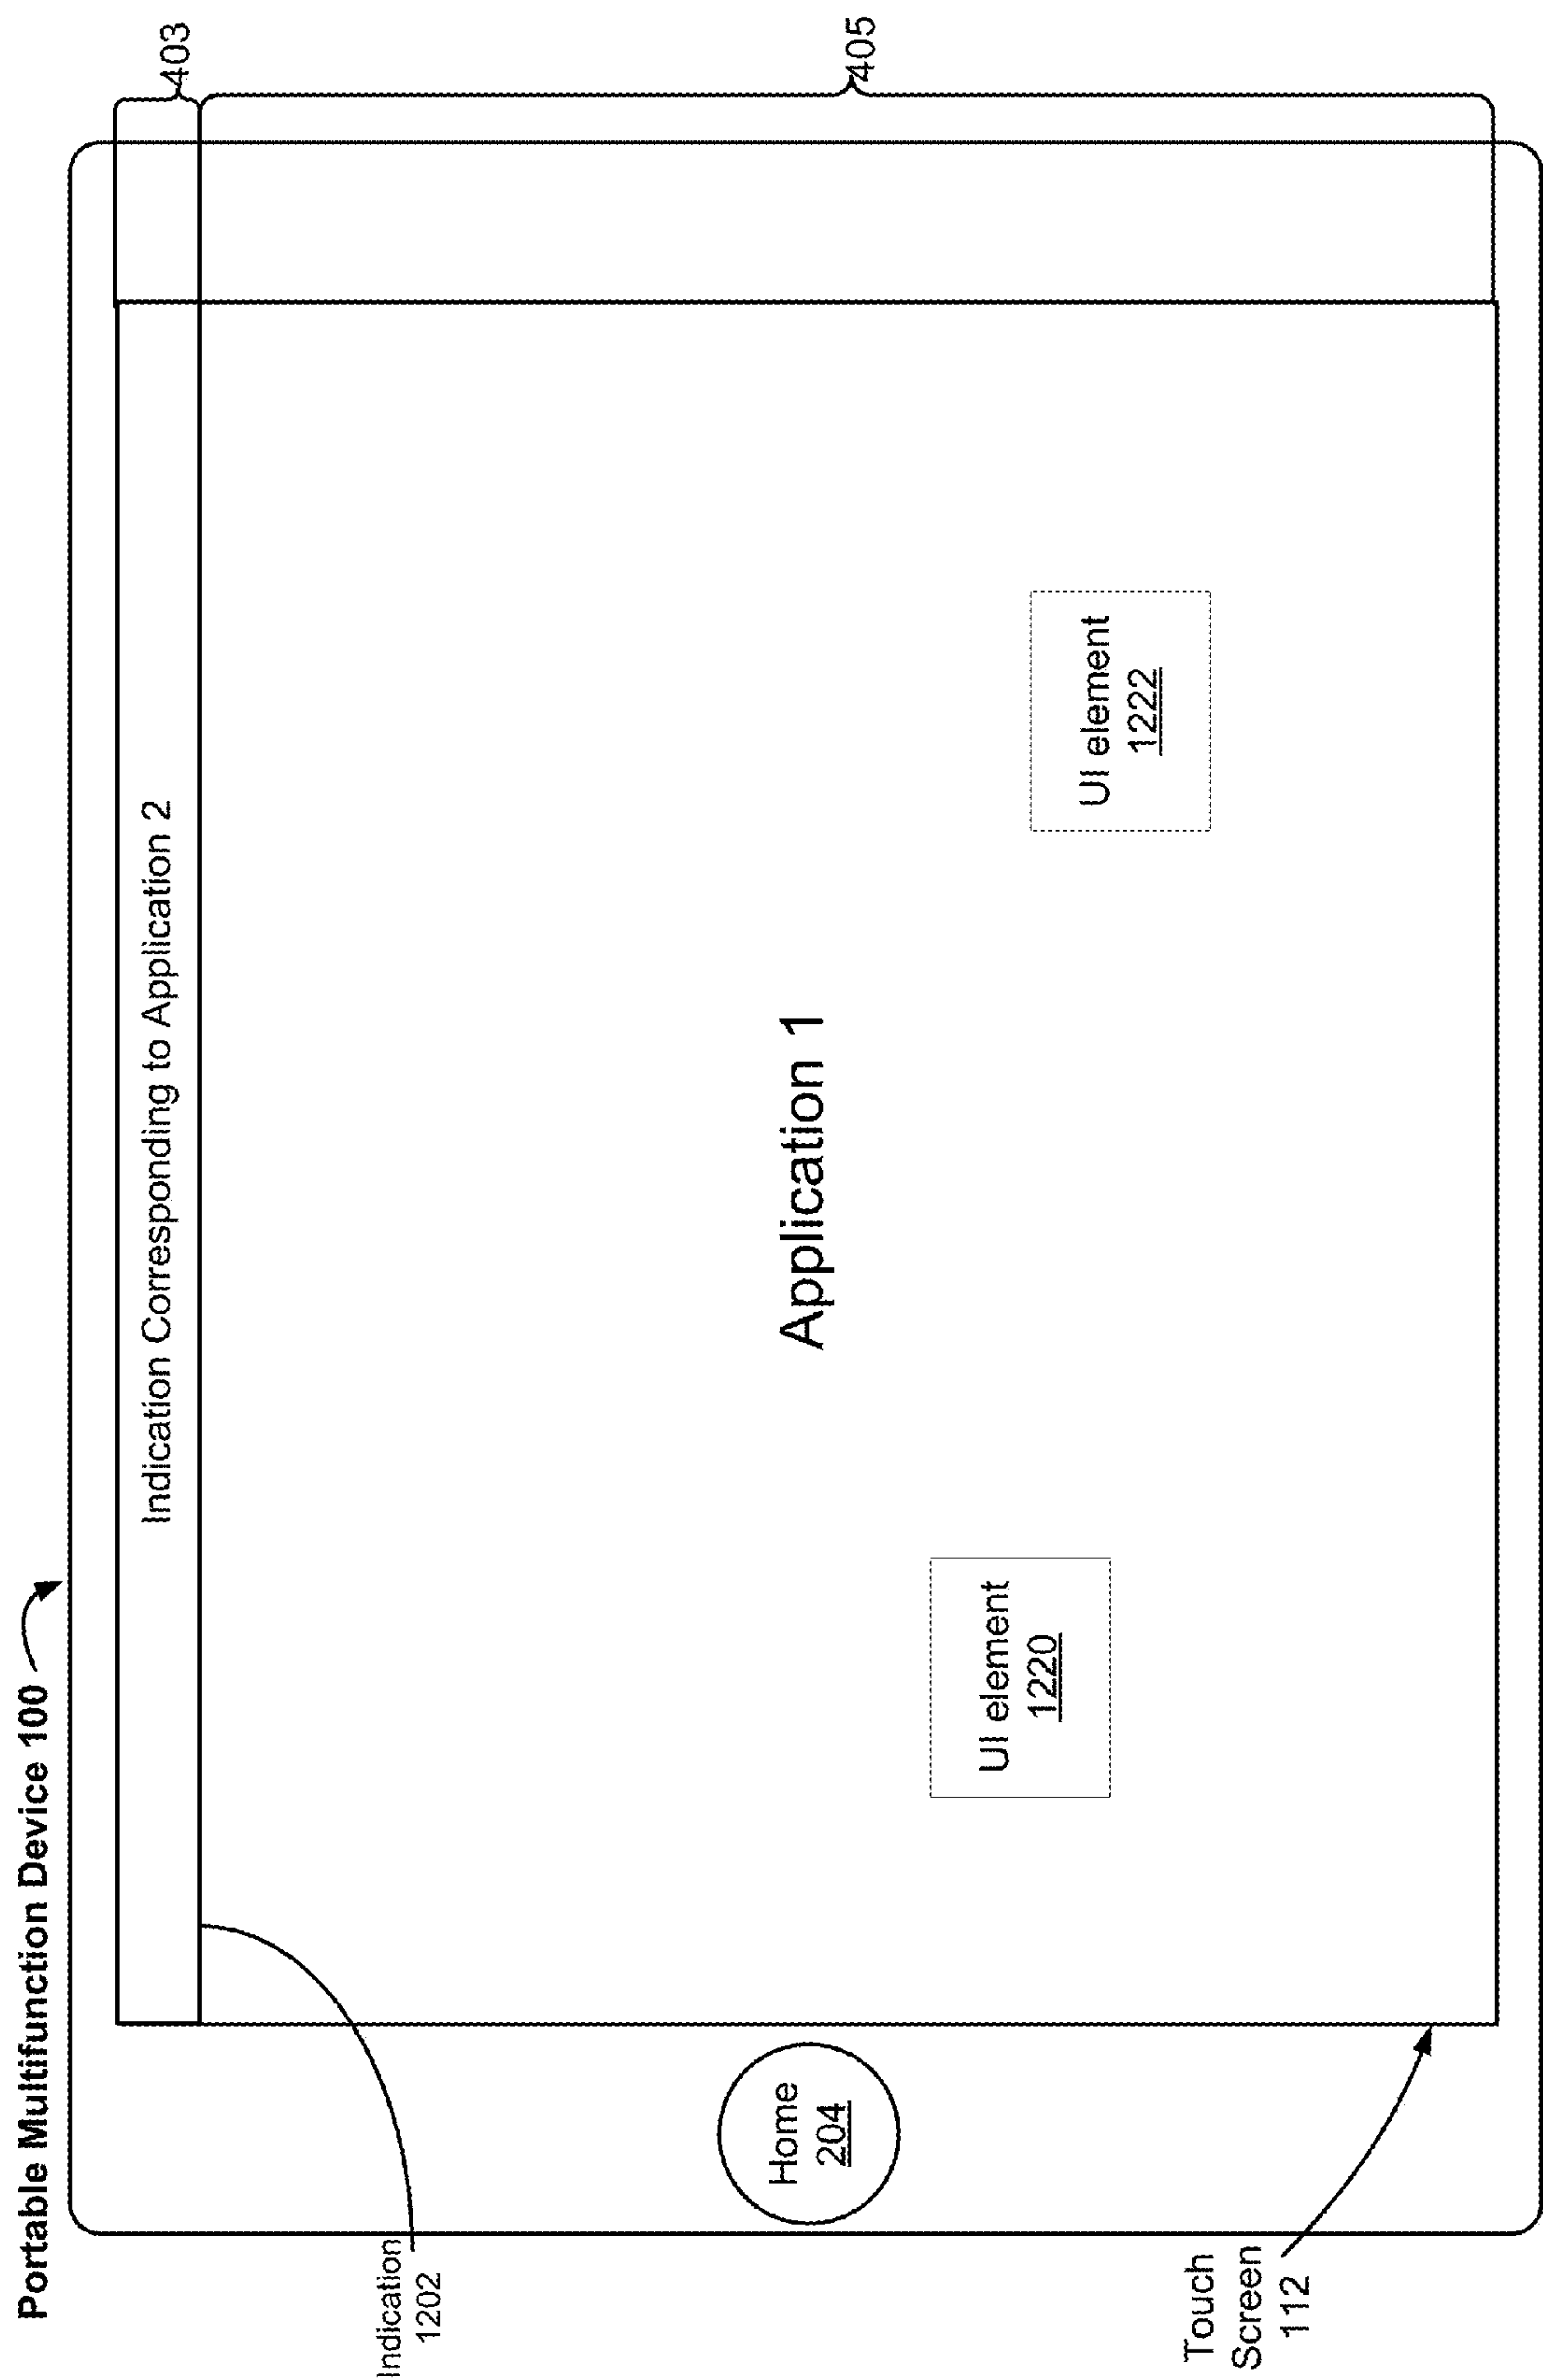 Portable Multifunction Device 100
403
Indication Corresponding to Application 2
405
Indication
1202
Application 1
Home
204
UI element
1220
UI element
1222
Touch
Screen
112